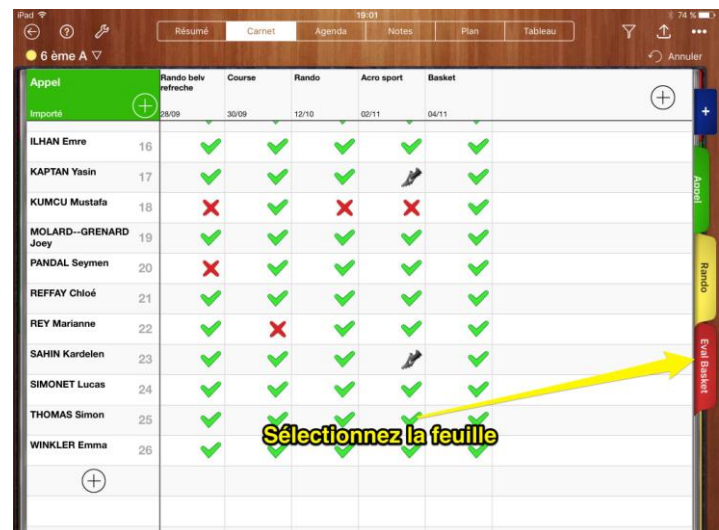 iPad 19:01 74 %
Résumé Carnet Agenda Notes Plan Tableau
6 ème A Annuler
Appel
Importé
Rando belv
refreche
28/09
Course
30/09
Rando
12/10
Acro sport
02/11
Basket
04/11
ILHAN Emre 16
KAPTAN Yasin 17
KUMCU Mustafa 18
MOLARD--GRENARD
Joey 19
PANDAL Seymen 20
REFFAY Chloé 21
REY Marianne 22
SAHIN Kardelen 23
SIMONET Lucas 24
THOMAS Simon 25
WINKLER Emma 26
Sélectionnez la feuille
Appel
Rando
Eval Basket